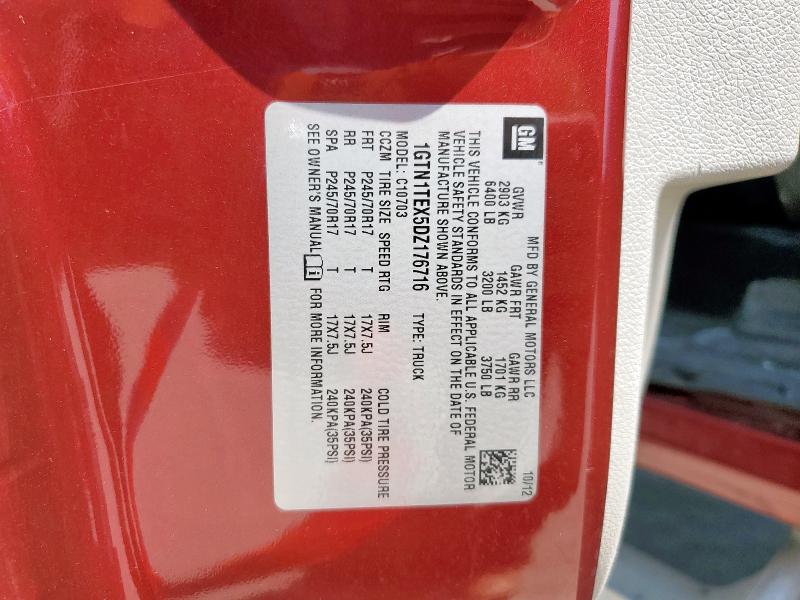 GM
MFD BY GENERAL MOTORS LLC 10/12
GVWR GAWR FRT GAWR RR
2903 KG 1452 KG 1701 KG
6400 LB 3200 LB 3750 LB
THIS VEHICLE CONFORMS TO ALL APPLICABLE U.S. FEDERAL MOTOR
VEHICLE SAFETY STANDARDS IN EFFECT ON THE DATE OF
MANUFACTURE SHOWN ABOVE.
1GTN1TEX5DZ176716 TYPE: TRUCK
MODEL: C10703
CCZM TIRE SIZE SPEED RTG RIM COLD TIRE PRESSURE
FRT P245/70R17 T 17X7.5J 240KPA(35PSI)
RR P245/70R17 T 17X7.5J 240KPA(35PSI)
SPA P245/70R17 T 17X7.5J 240KPA(35PSI)
SEE OWNER'S MANUAL FOR MORE INFORMATION.